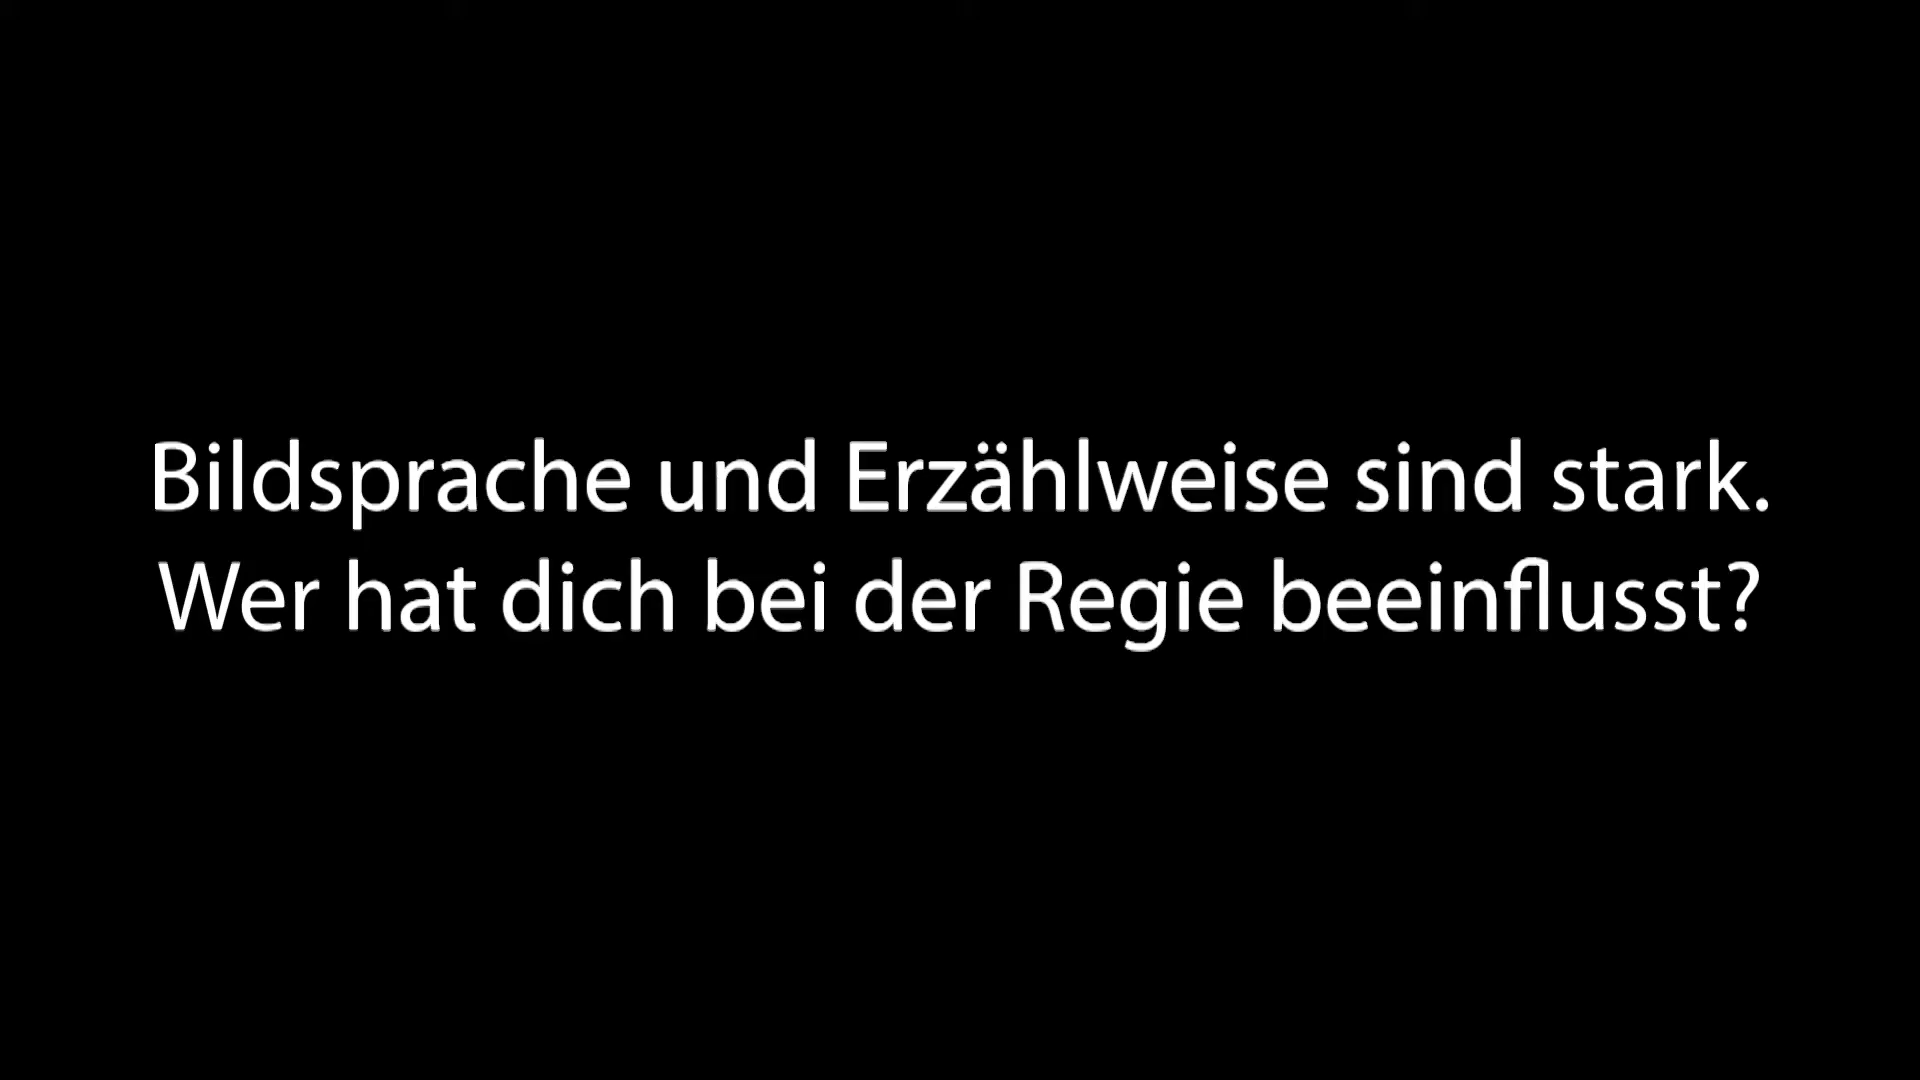 Bildsprache und Erzählweise sind stark.
Wer hat dich bei der Regie beeinflusst?